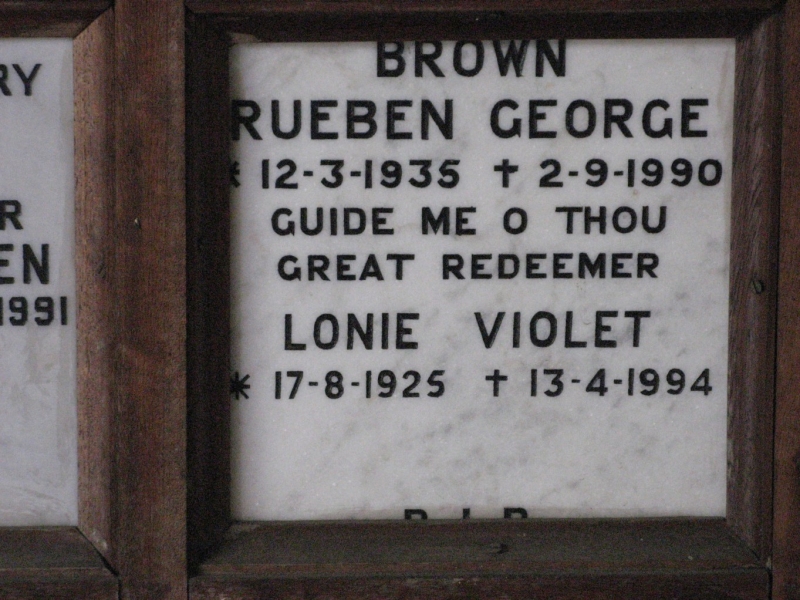 BROWN
RUEBEN GEORGE
* 12-3-1935 ✝ 2-9-1990
GUIDE ME O THOU
GREAT REDEEMER
LONIE VIOLET
* 17-8-1925 ✝ 13-4-1994
R.I.P.
1991